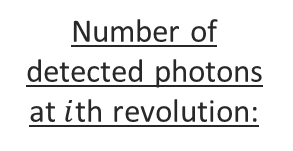 Number of
detected photons
at ith revolution: